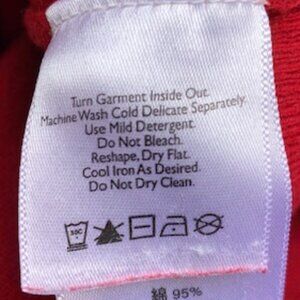 Turn Garment Inside Out.
Machine Wash Cold Delicate Separately.
Use Mild Detergent.
Do Not Bleach.
Reshape, Dry Flat.
Cool Iron As Desired.
Do Not Dry Clean.
30C
綿 95%